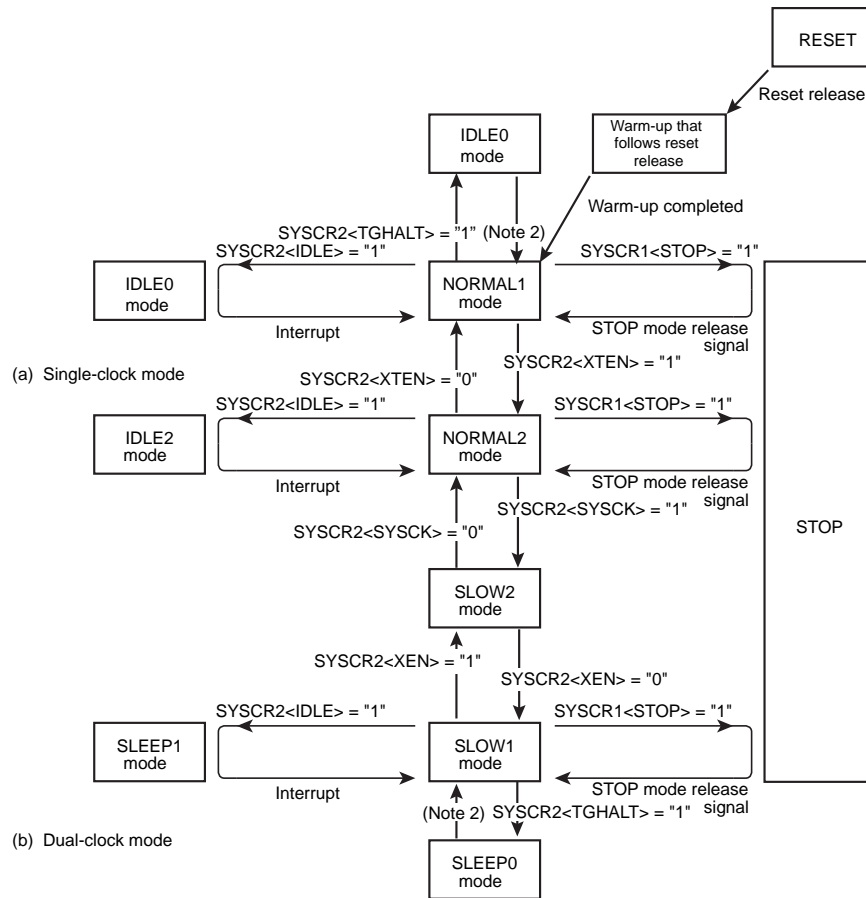 RESET
Reset release
IDLE0
mode
Warm-up that
follows reset
release
Warm-up completed
SYSCR2<TGHALT> = "1" (Note 2)
SYSCR2<IDLE> = "1"
SYSCR1<STOP> = "1"
IDLE0
mode
NORMAL1
mode
Interrupt
STOP mode release
signal
(a) Single-clock mode
SYSCR2<XTEN> = "0"
SYSCR2<XTEN> = "1"
SYSCR2<IDLE> = "1"
SYSCR1<STOP> = "1"
IDLE2
mode
NORMAL2
mode
Interrupt
STOP mode release
signal
SYSCR2<SYSCK> = "0"
SYSCR2<SYSCK> = "1"
STOP
SLOW2
mode
SYSCR2<XEN> = "1"
SYSCR2<XEN> = "0"
SYSCR2<IDLE> = "1"
SYSCR1<STOP> = "1"
SLEEP1
mode
SLOW1
mode
Interrupt
STOP mode release
signal
(Note 2)
SYSCR2<TGHALT> = "1"
(b) Dual-clock mode
SLEEP0
mode